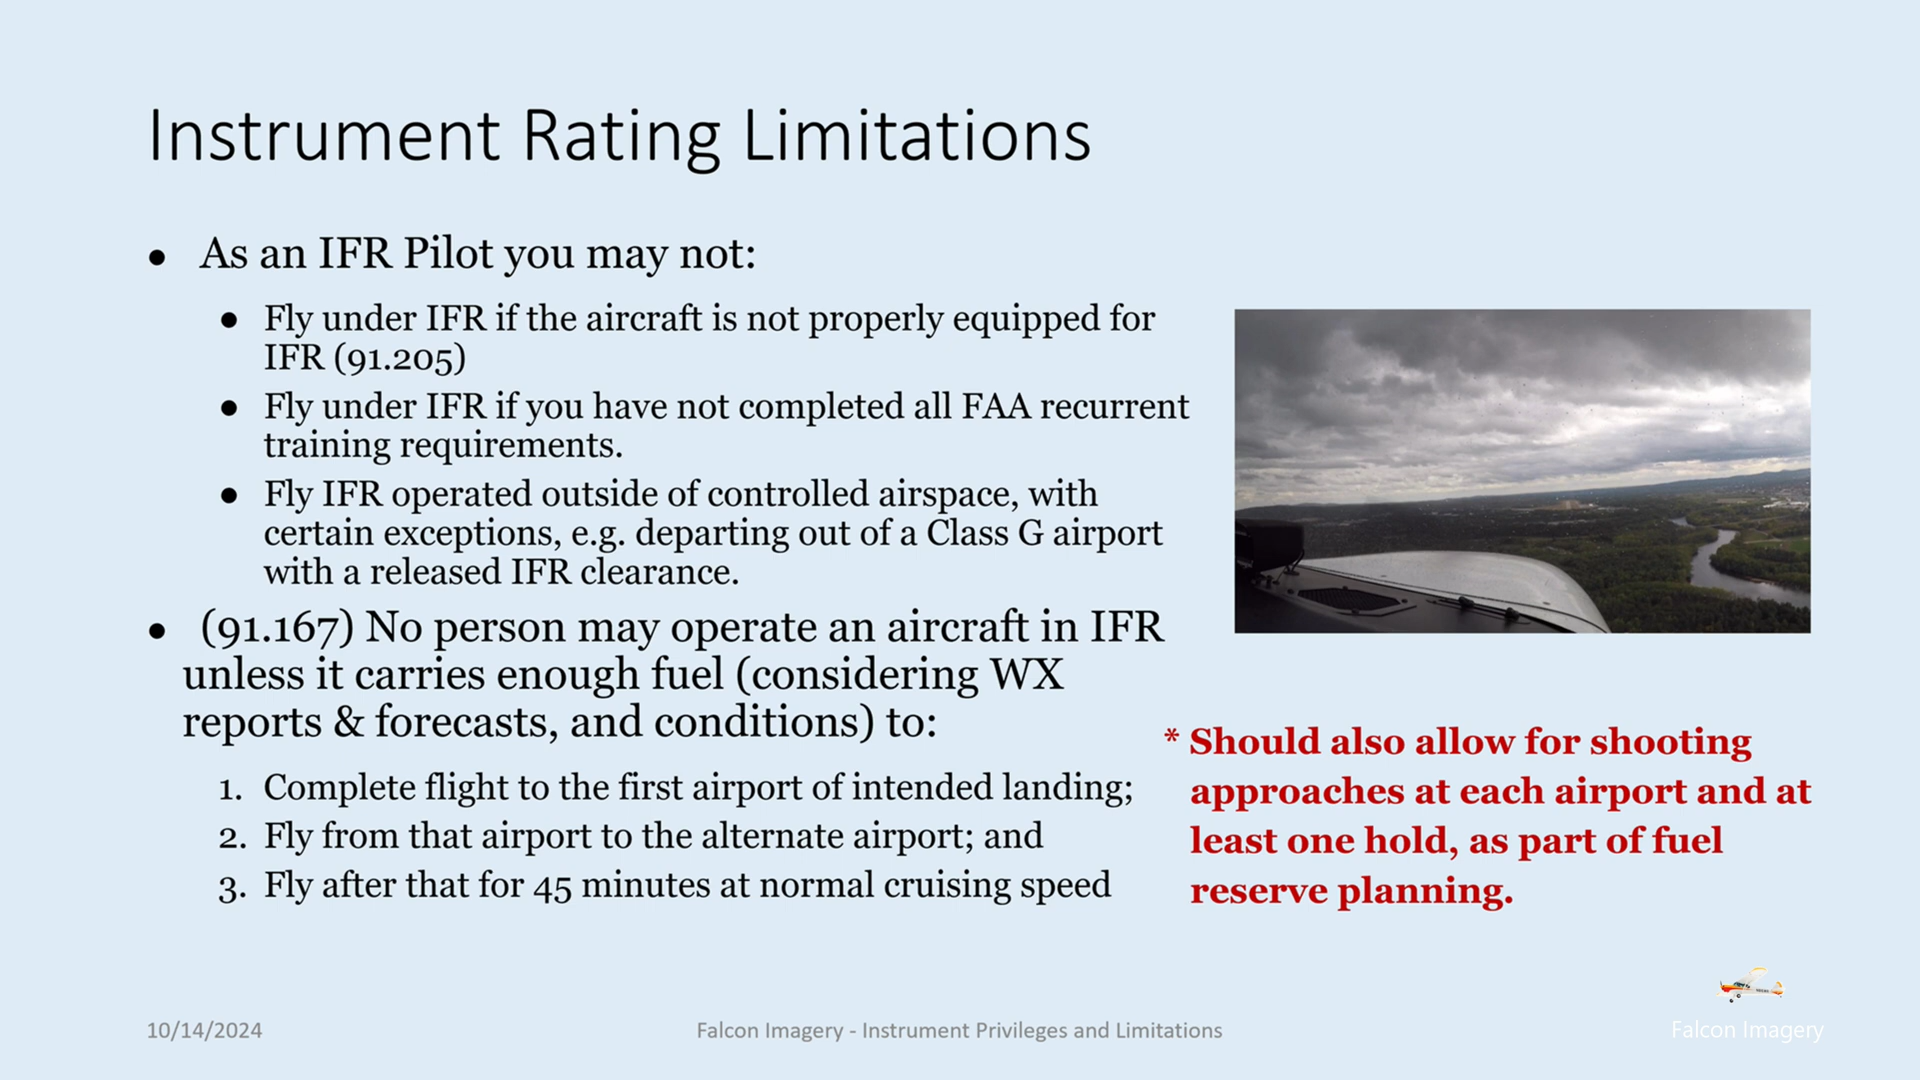 Instrument Rating Limitations
● As an IFR Pilot you may not:
● Fly under IFR if the aircraft is not properly equipped for
IFR (91.205)
● Fly under IFR if you have not completed all FAA recurrent
training requirements.
● Fly IFR operated outside of controlled airspace, with
certain exceptions, e.g. departing out of a Class G airport
with a released IFR clearance.
● (91.167) No person may operate an aircraft in IFR
unless it carries enough fuel (considering WX
reports & forecasts, and conditions) to:
1. Complete flight to the first airport of intended landing;
2. Fly from that airport to the alternate airport; and
3. Fly after that for 45 minutes at normal cruising speed
* Should also allow for shooting
approaches at each airport and at
least one hold, as part of fuel
reserve planning.
10/14/2024
Falcon Imagery - Instrument Privileges and Limitations
Falcon Imagery